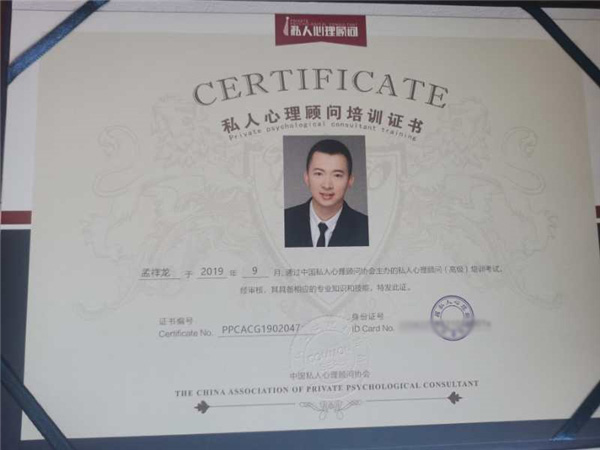 私人心理顾问
CERTIFICATE
私人心理顾问培训证书
Private psychological consultant training
孟祥龙 于 2019 年 9 月,通过中国私人心理顾问协会主办的私人心理顾问(高级)培训考试。
经审核,其具备相应的专业知识和技能。特发此证。
证书编号 身份证号
Certificate No. PPCACG1902047 ID Card No.
中国私人心理顾问协会
THE CHINA ASSOCIATION OF PRIVATE PSYCHOLOGICAL CONSULTANT